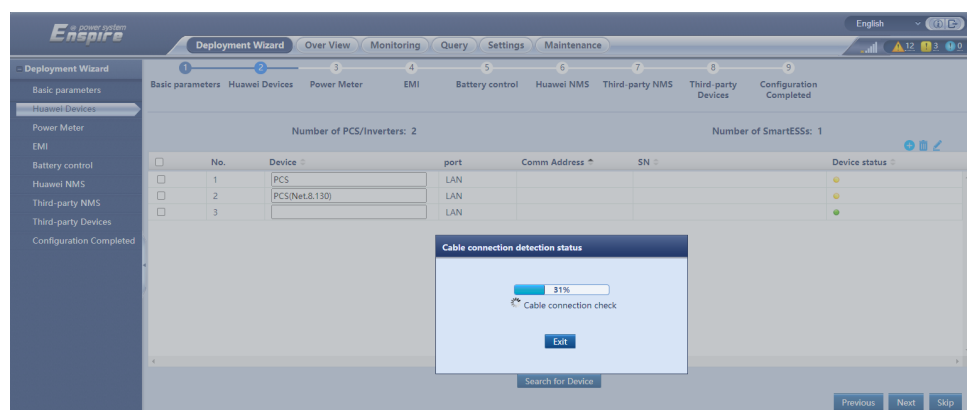 e power system
Enspire
English
Deployment Wizard Over View Monitoring Query Settings Maintenance
12 3 0
Deployment Wizard
Basic parameters
Huawei Devices
Power Meter
EMI
Battery control
Huawei NMS
Third-party NMS
Third-party Devices
Configuration Completed
1 2 3 4 5 6 7 8 9
Basic parameters Huawei Devices Power Meter EMI Battery control Huawei NMS Third-party NMS Third-party Configuration
Devices Completed
Number of PCS/Inverters: 2 Number of SmartESSs: 1
No. Device port Comm Address SN Device status
1 PCS LAN
2 PCS(Net.8.130) LAN
3 LAN
Cable connection detection status
31%
Cable connection check
Exit
Search for Device
Previous Next Skip